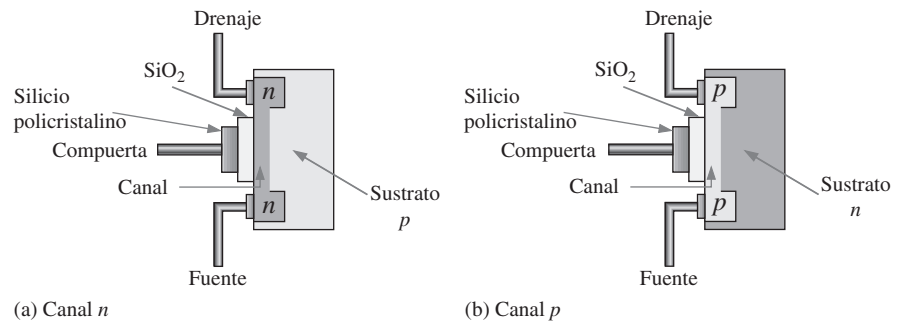 Drenaje
SiO2
Silicio
policristalino
n
Compuerta
Canal
n
Sustrato
p
Fuente
(a) Canal n
Drenaje
SiO2
Silicio
policristalino
p
Compuerta
Canal
p
Sustrato
n
Fuente
(b) Canal p